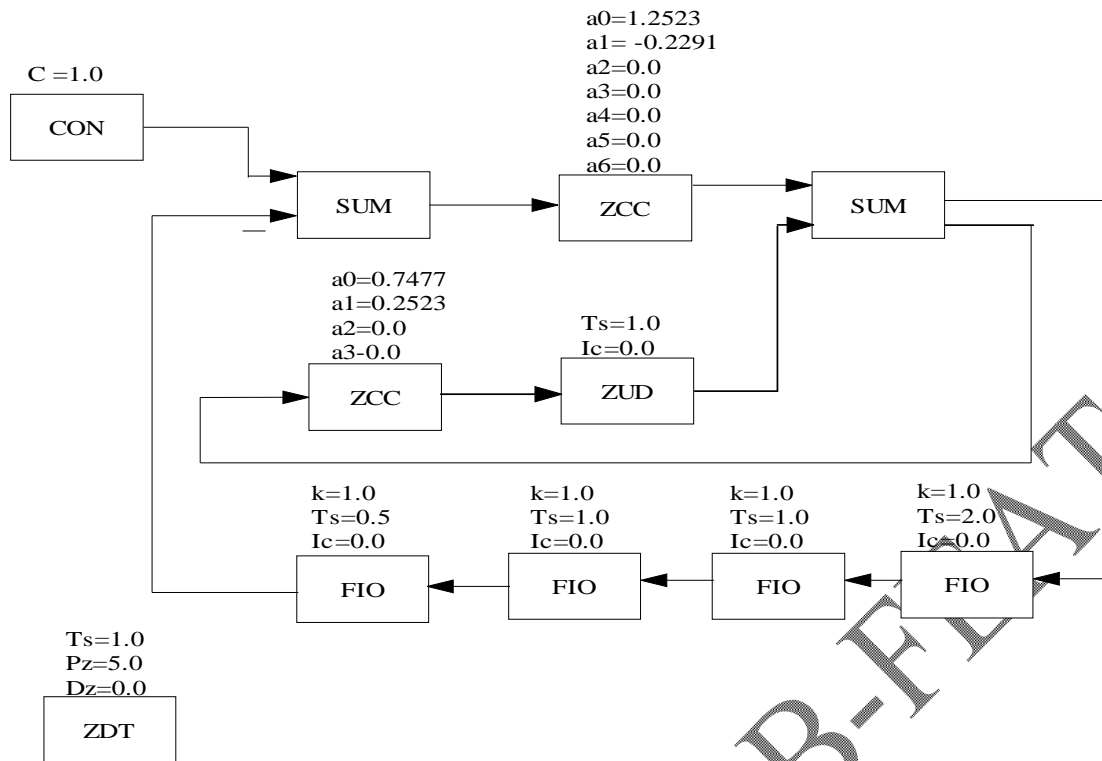 a0=1.2523
a1= -0.2291
a2=0.0
a3=0.0
a4=0.0
a5=0.0
a6=0.0
C =1.0
CON
SUM
ZCC
SUM
a0=0.7477
a1=0.2523
a2=0.0
a3-0.0
ZCC
Ts=1.0
Ic=0.0
ZUD
k=1.0
Ts=0.5
Ic=0.0
FIO
k=1.0
Ts=1.0
Ic=0.0
FIO
k=1.0
Ts=1.0
Ic=0.0
FIO
k=1.0
Ts=2.0
Ic=0.0
FIO
Ts=1.0
Pz=5.0
Dz=0.0
ZDT